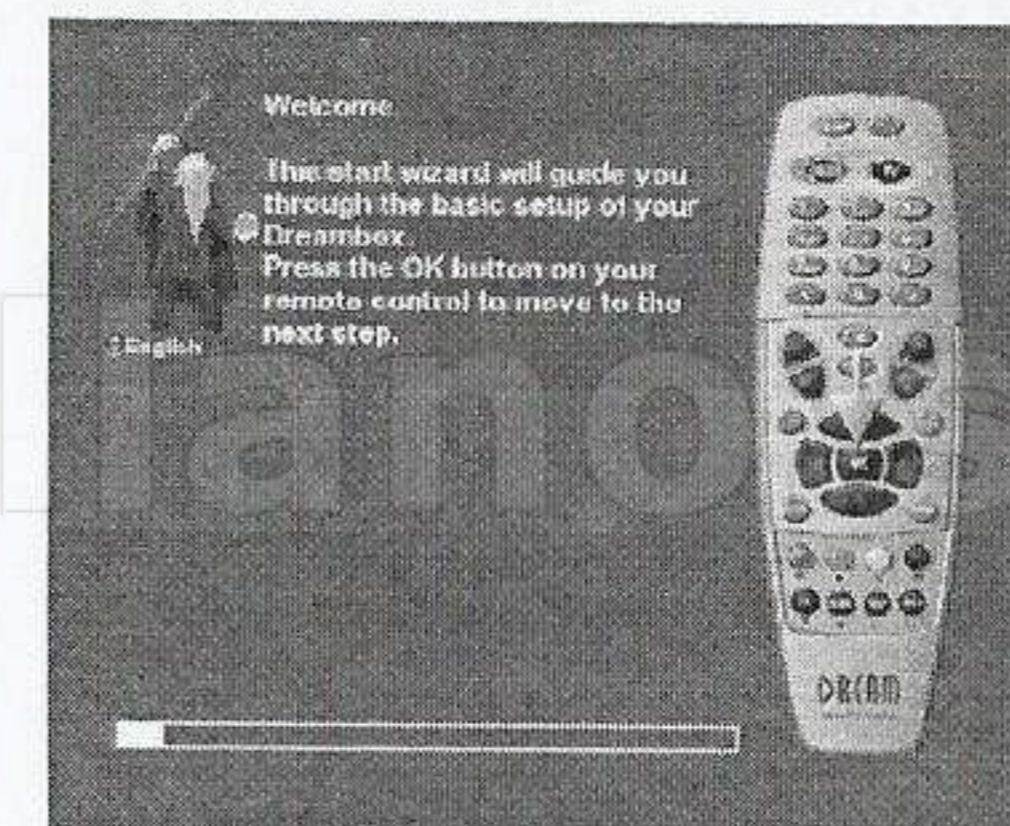 Welcome
This start wizard will guide you
through the basic setup of your
Dreambox.
Press the OK button on your
remote control to move to the
next step.
English
DREAM